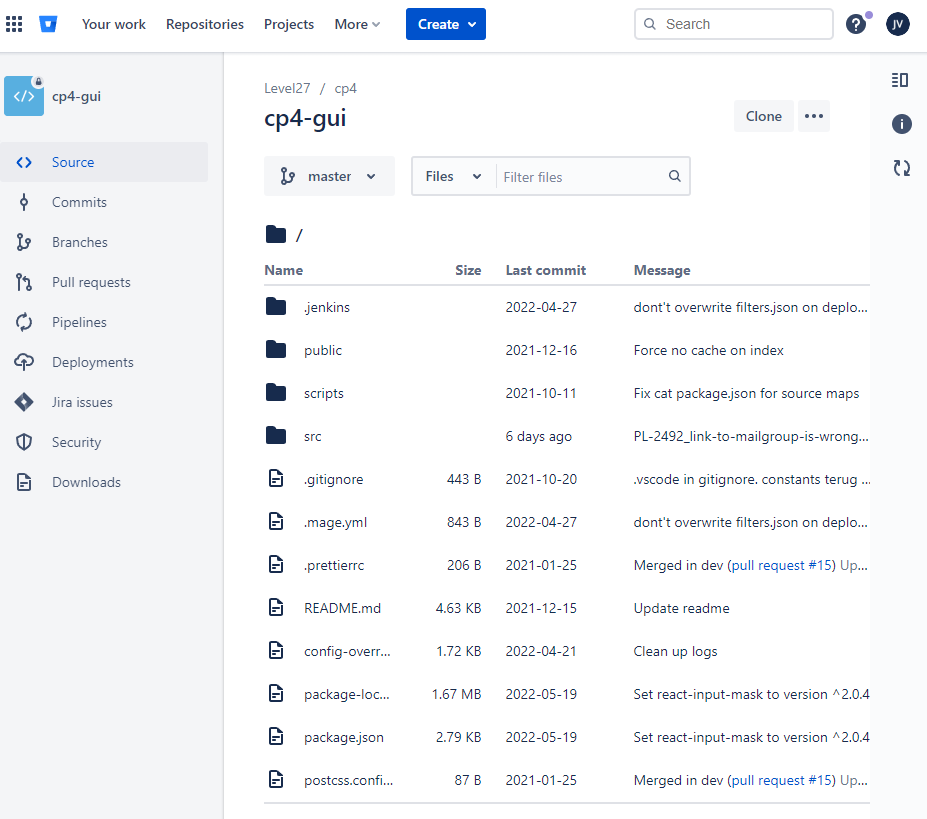 Your work Repositories Projects More Create Search ? JV
</> cp4-gui
Source
Commits
Branches
Pull requests
Pipelines
Deployments
Jira issues
Security
Downloads
Level27 / cp4
cp4-gui
Clone
master Files Filter files
/
Name Size Last commit Message
.jenkins 2022-04-27 dont't overwrite filters.json on deplo...
public 2021-12-16 Force no cache on index
scripts 2021-10-11 Fix cat package.json for source maps
src 6 days ago PL-2492_link-to-mailgroup-is-wrong...
.gitignore 443 B 2021-10-20 .vscode in gitignore. constants terug ...
.mage.yml 843 B 2022-04-27 dont't overwrite filters.json on deplo...
.prettierrc 206 B 2021-01-25 Merged in dev (pull request #15) Up...
README.md 4.63 KB 2021-12-15 Update readme
config-overr... 1.72 KB 2022-04-21 Clean up logs
package-loc... 1.67 MB 2022-05-19 Set react-input-mask to version ^2.0.4
package.json 2.79 KB 2022-05-19 Set react-input-mask to version ^2.0.4
postcss.confi... 87 B 2021-01-25 Merged in dev (pull request #15) Up...